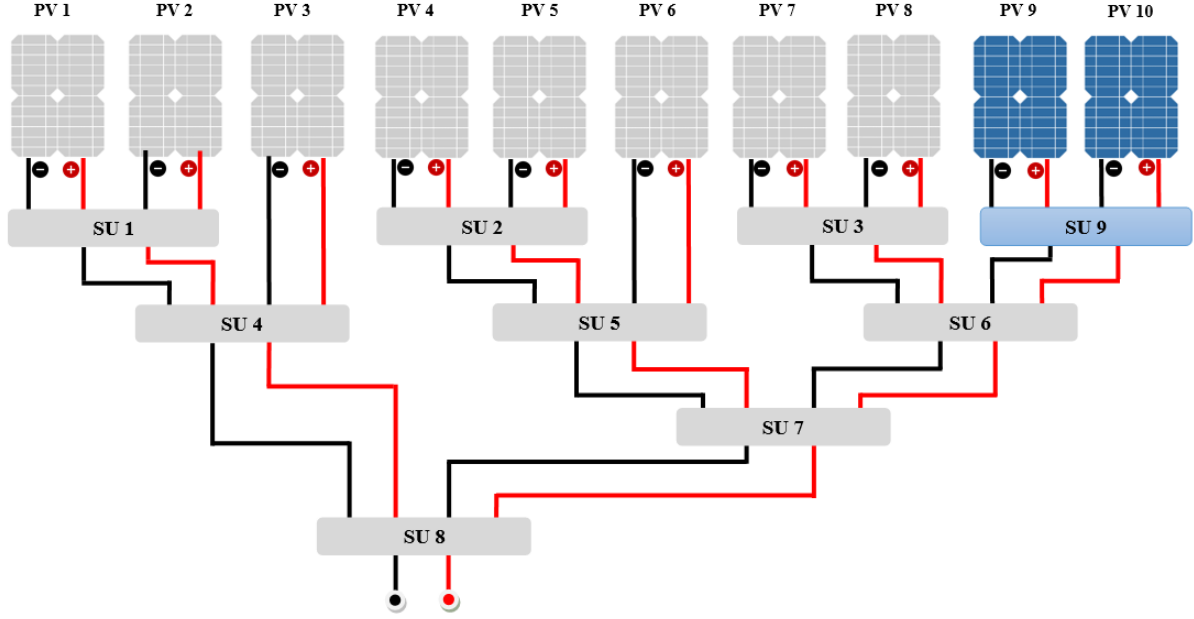 PV 1 PV 2 PV 3 PV 4 PV 5 PV 6 PV 7 PV 8 PV 9 PV 10
− + − + − + − + − + − + − + − + − + − +
SU 1 SU 2 SU 3 SU 9
SU 4 SU 5 SU 6
SU 7
SU 8